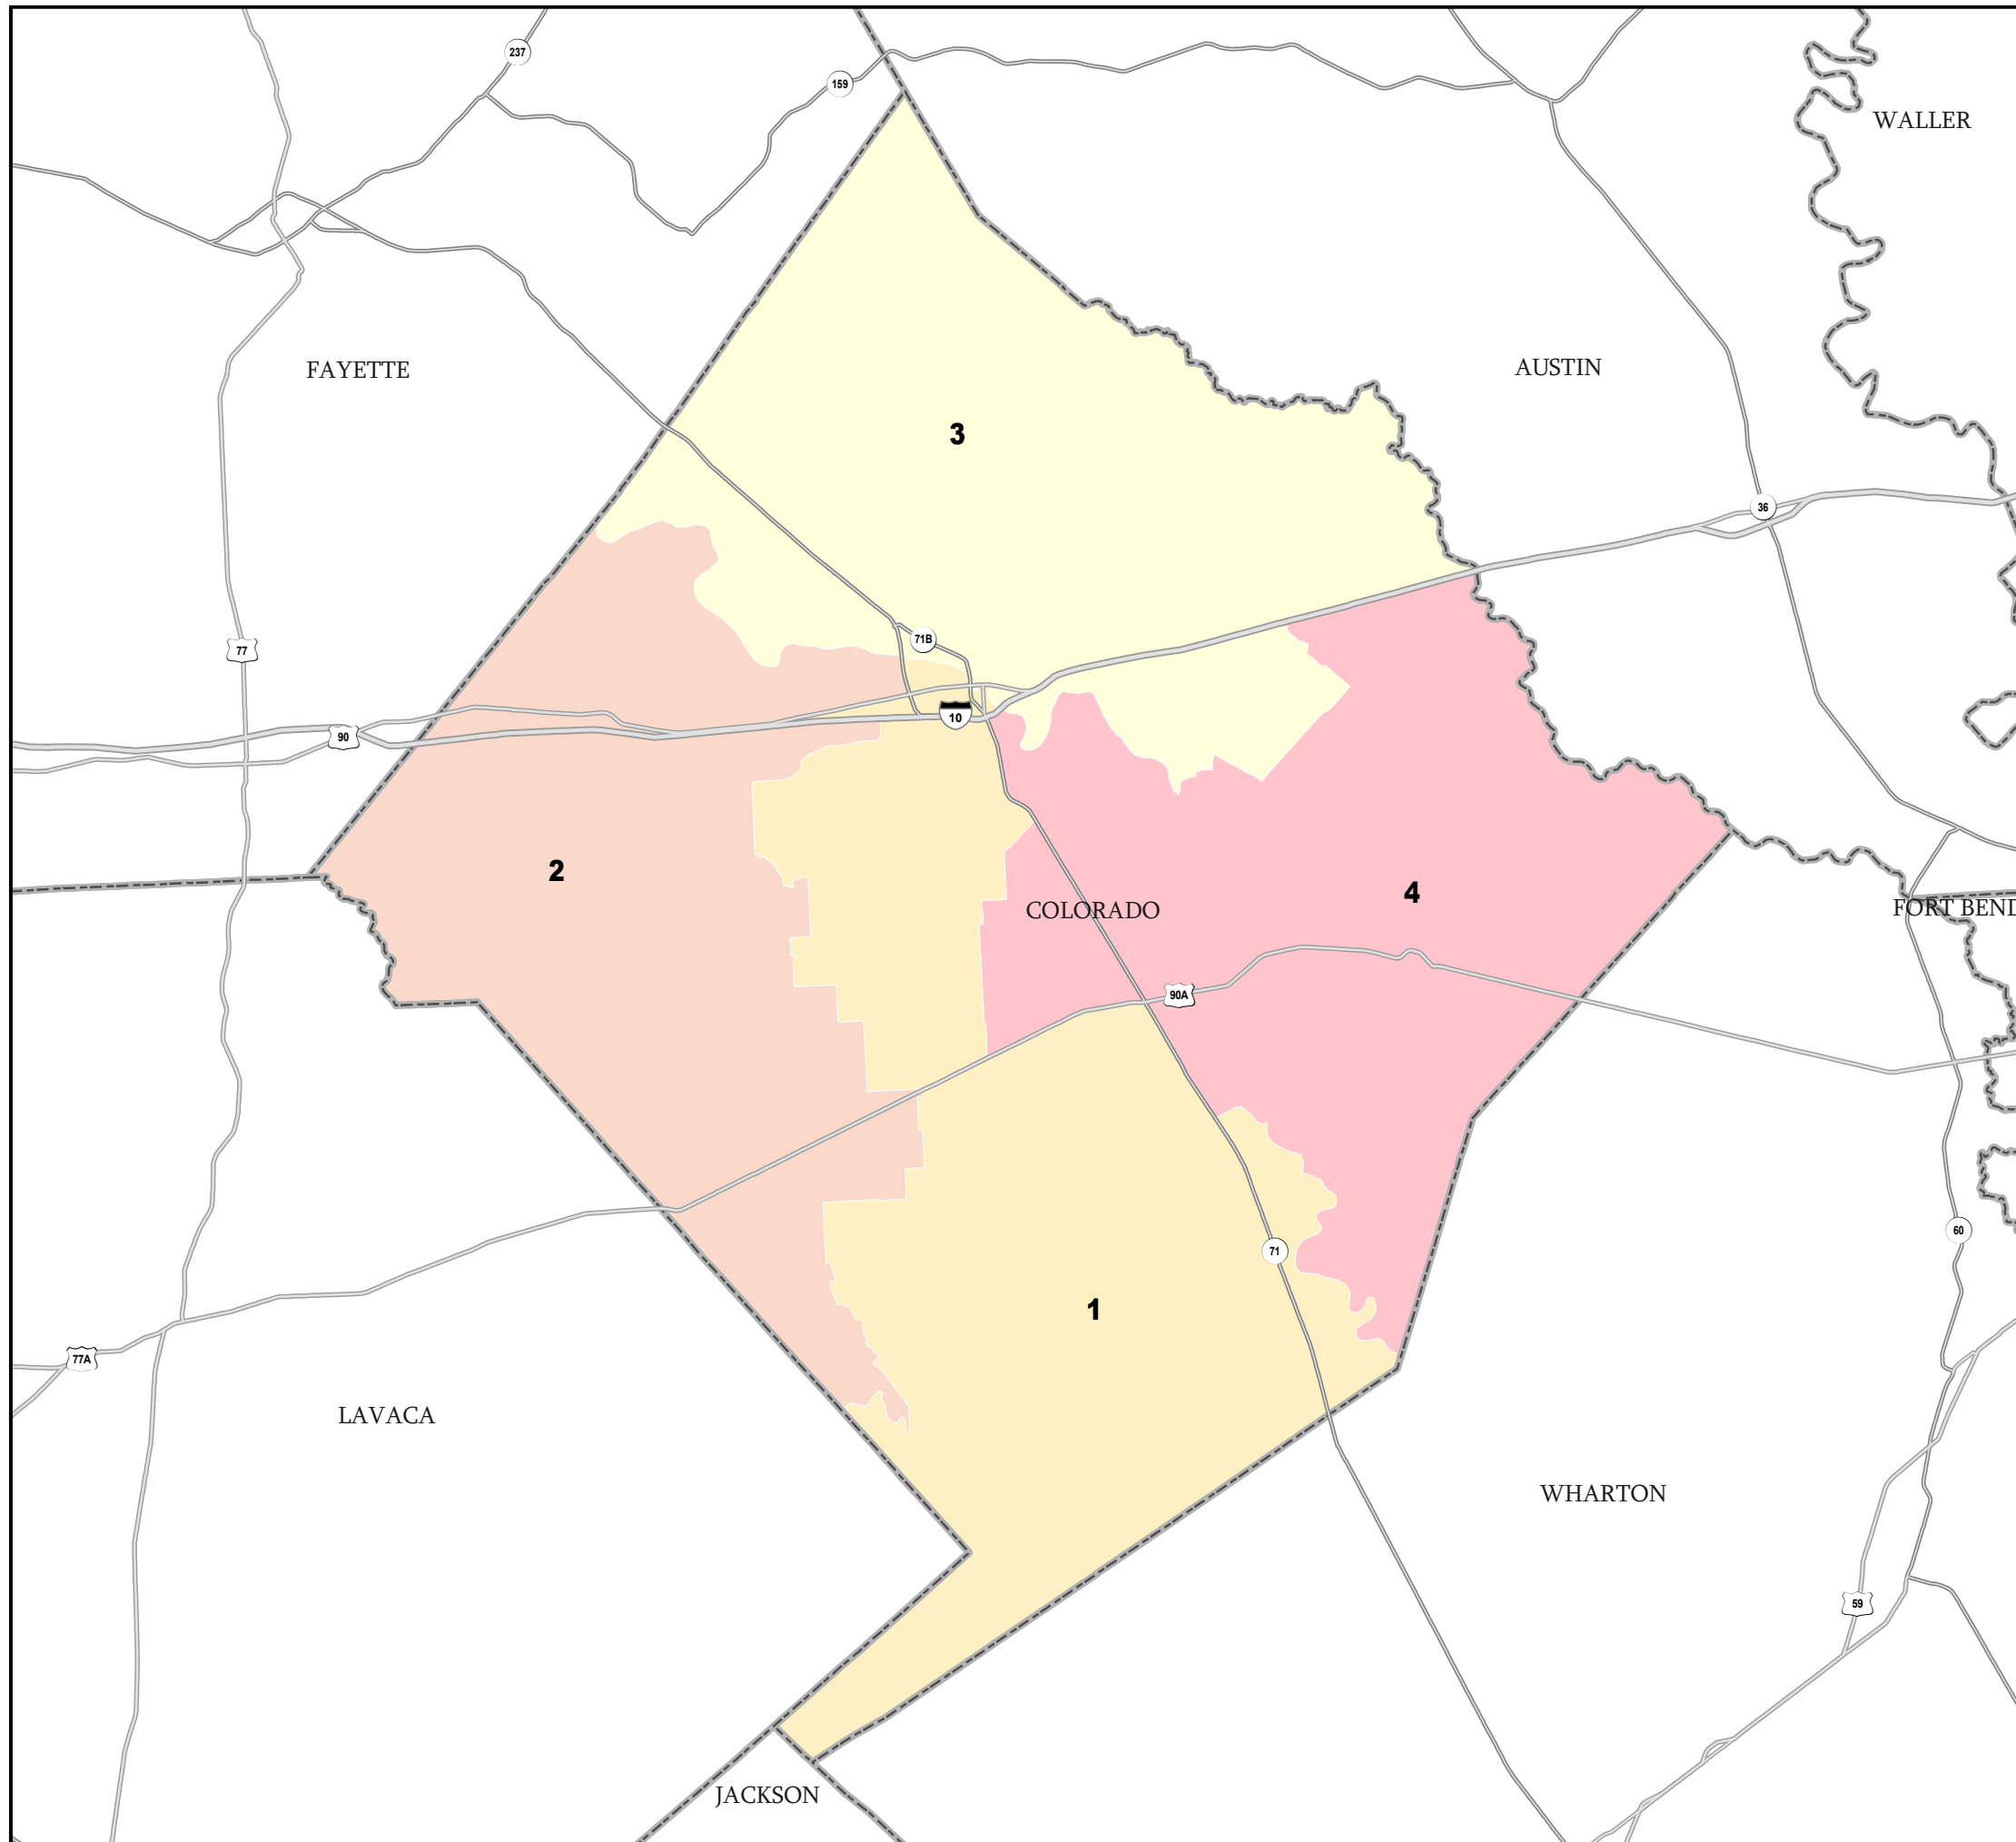 237
159
WALLER
FAYETTE
AUSTIN
3
36
71B
77
10
90
2
4
COLORADO
FORT BEND
90A
60
71
1
77A
LAVACA
WHARTON
59
JACKSON